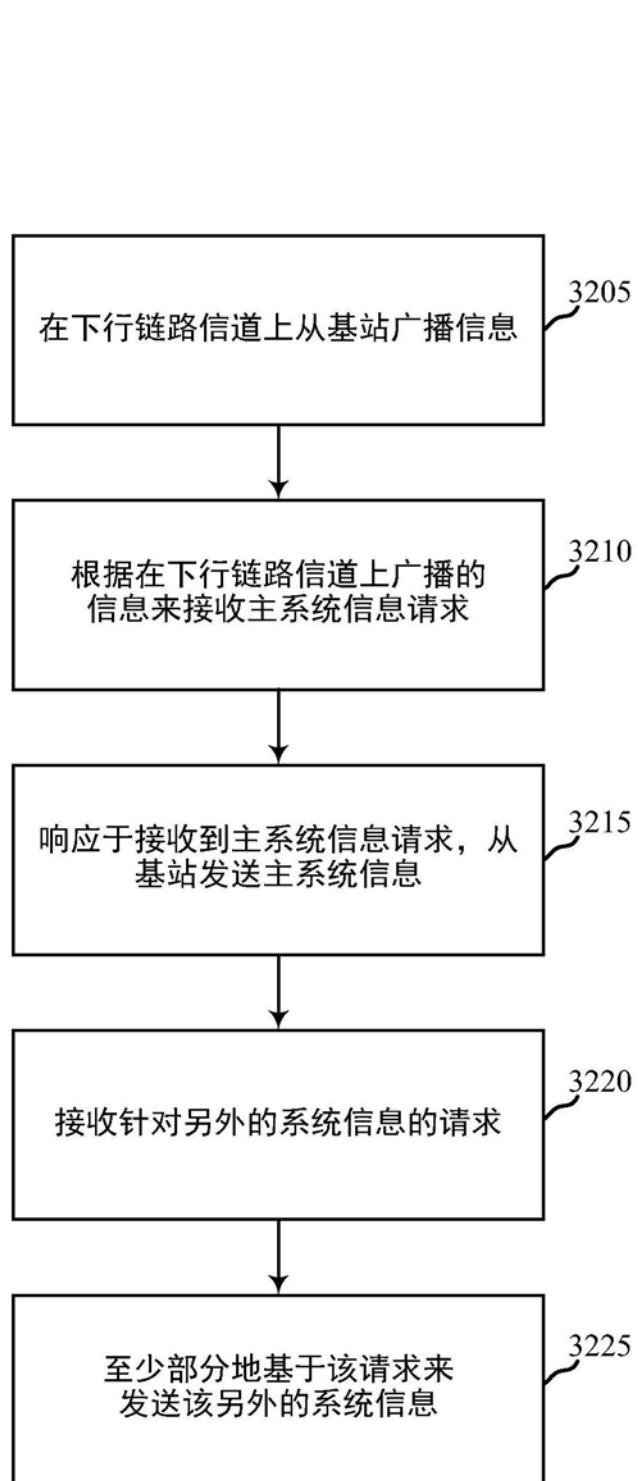 3205
在下行链路信道上从基站广播信息
3210
根据在下行链路信道上广播的
信息来接收主系统信息请求
3215
响应于接收到主系统信息请求，从
基站发送主系统信息
3220
接收针对另外的系统信息的请求
3225
至少部分地基于该请求来
发送该另外的系统信息